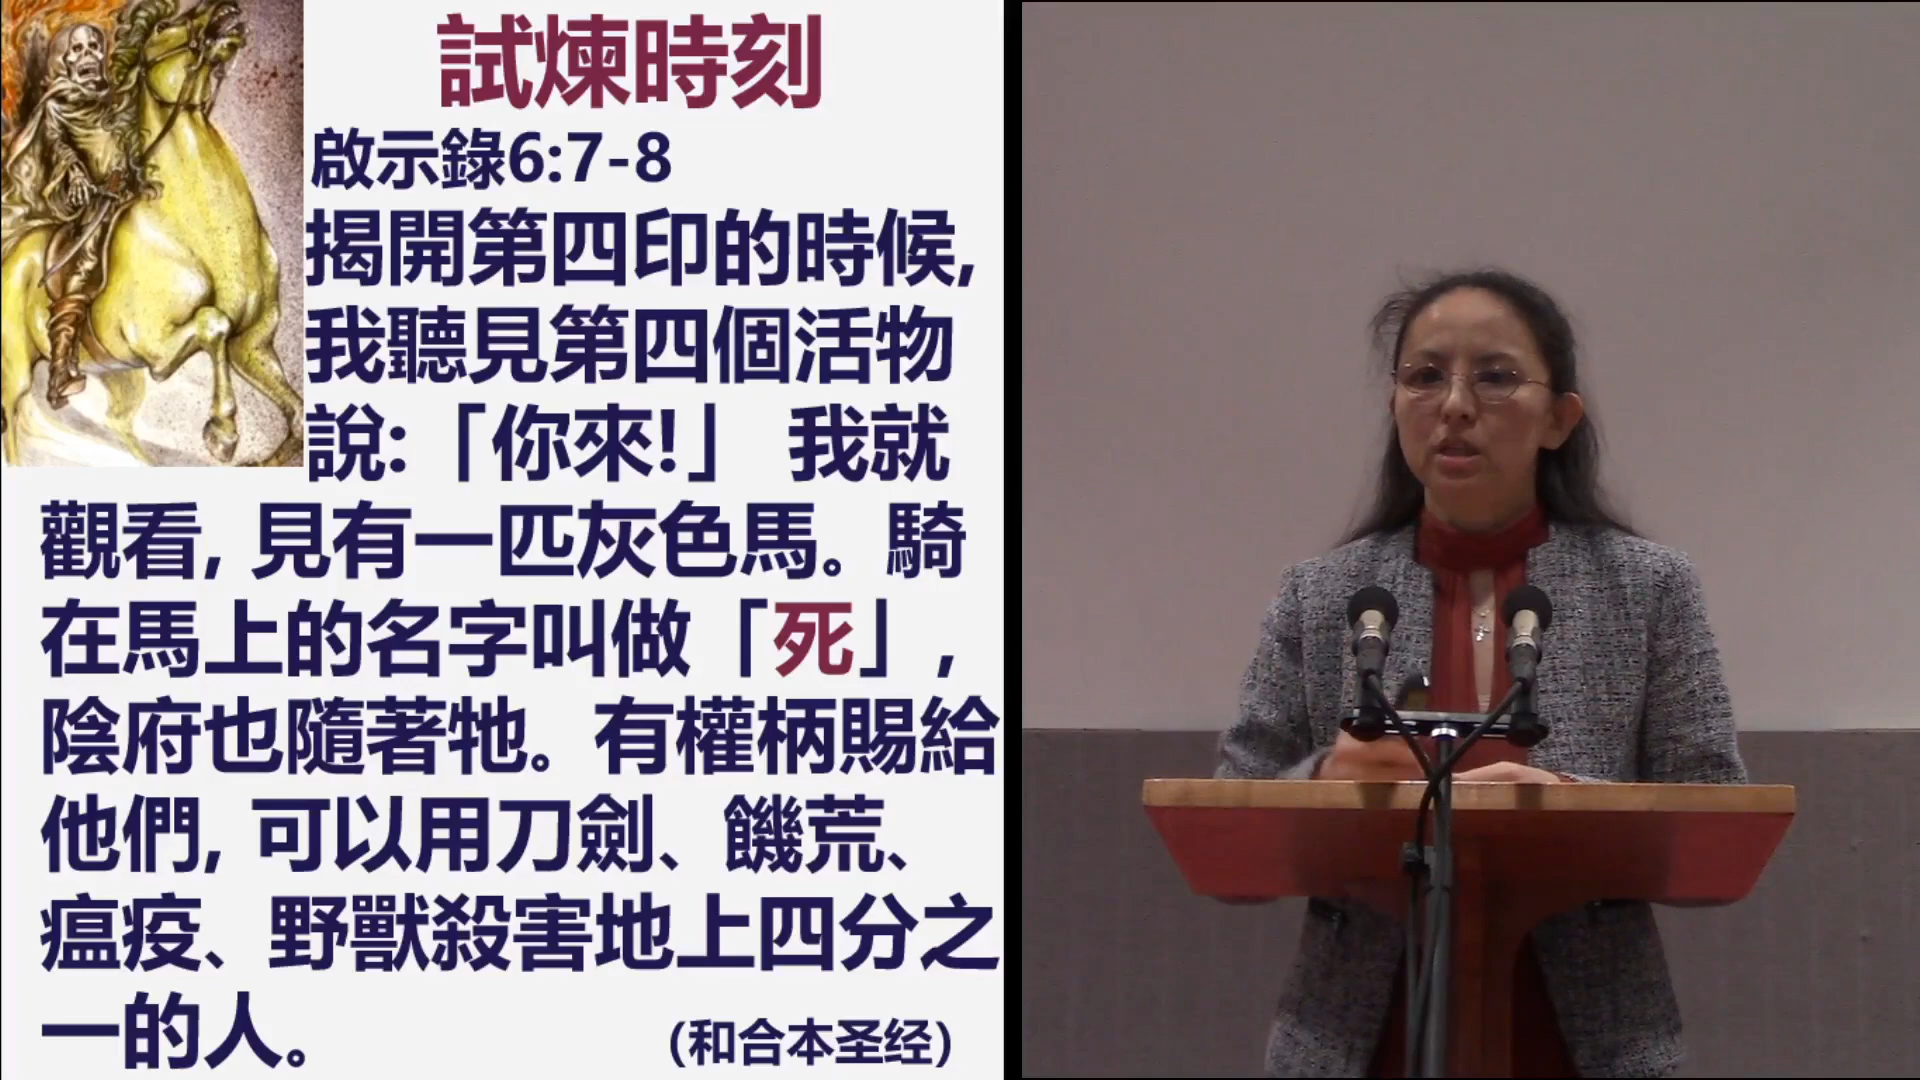 試煉時刻
啟示錄6:7-8
揭開第四印的時候,
我聽見第四個活物
說:「你來!」 我就
觀看, 見有一匹灰色馬。騎
在馬上的名字叫做「死」,
陰府也隨著牠。有權柄賜給
他們, 可以用刀劍、饑荒、
瘟疫、野獸殺害地上四分之
一的人。
(和合本圣经)